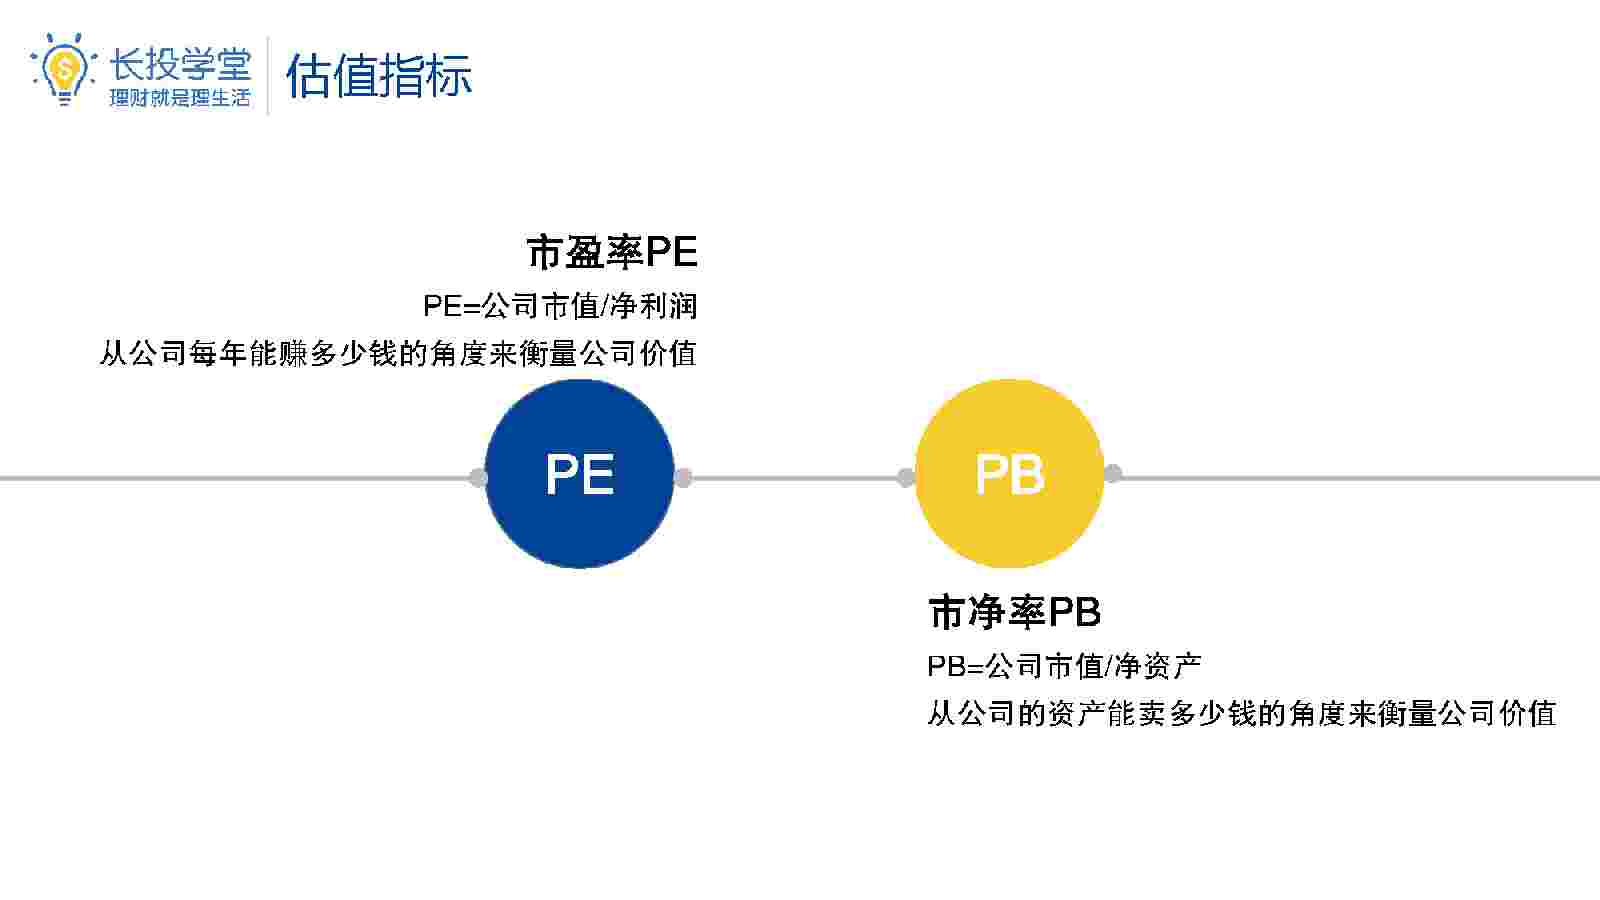 长投学堂
理财就是理生活
估值指标
市盈率PE
PE=公司市值/净利润
从公司每年能赚多少钱的角度来衡量公司价值
PE
PB
市净率PB
PB=公司市值/净资产
从公司的资产能卖多少钱的角度来衡量公司价值